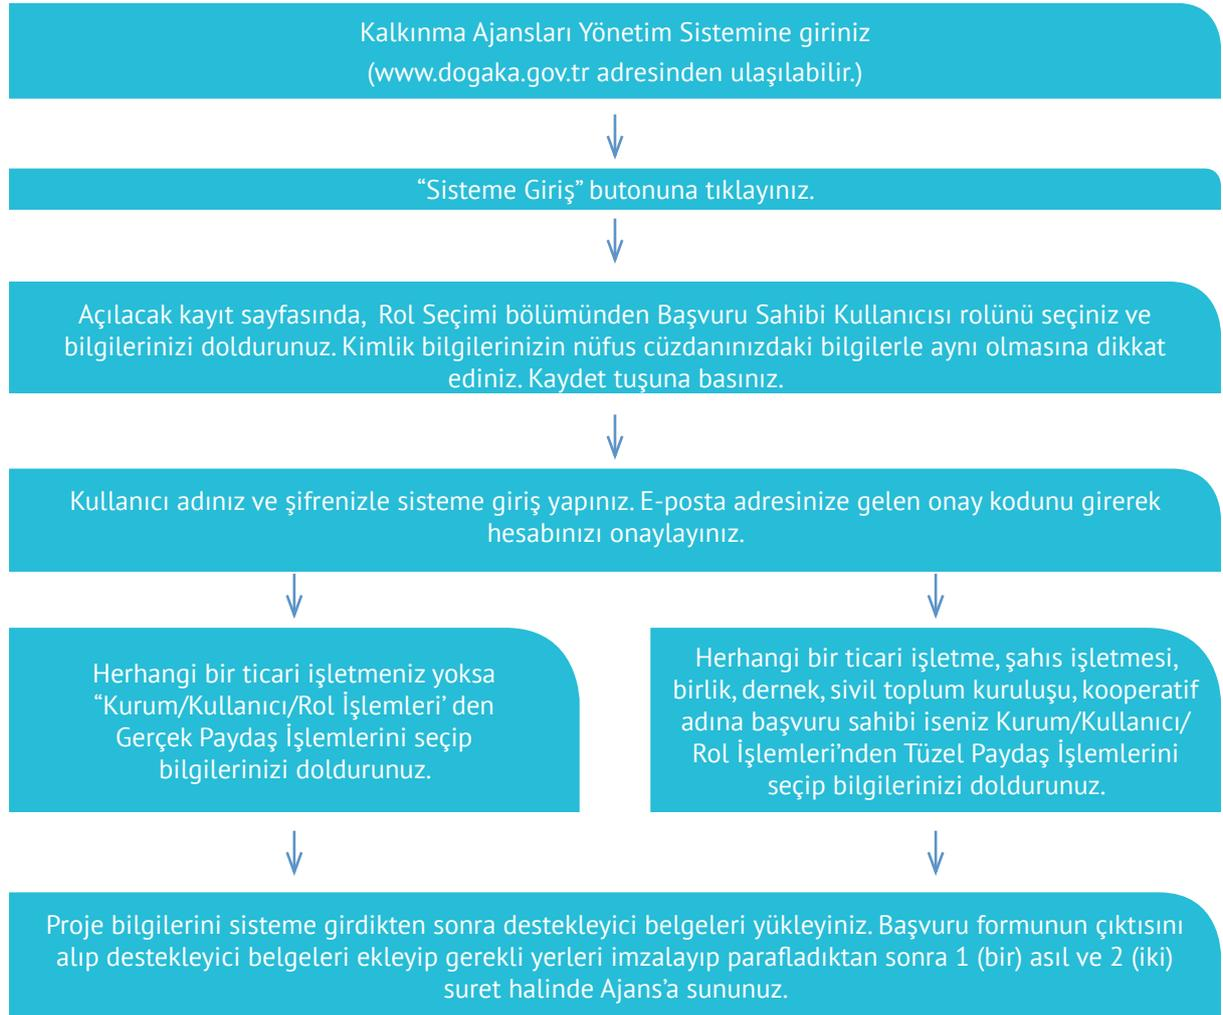 Kalkınma Ajansları Yönetim Sistemine giriniz
(www.dogaka.gov.tr adresinden ulaşılabilir.)
“Sisteme Giriş” butonuna tıklayınız.
Açılacak kayıt sayfasında, Rol Seçimi bölümünden Başvuru Sahibi Kullanıcısı rolünü seçiniz ve
bilgilerinizi doldurunuz. Kimlik bilgilerinizin nüfus cüzdanınızdaki bilgilerle aynı olmasına dikkat
ediniz. Kaydet tuşuna basınız.
Kullanıcı adınız ve şifrenizle sisteme giriş yapınız. E-posta adresinize gelen onay kodunu girerek
hesabınızı onaylayınız.
Herhangi bir ticari işletmeniz yoksa
“Kurum/Kullanıcı/Rol İşlemleri’ den
Gerçek Paydaş İşlemlerini seçip
bilgilerinizi doldurunuz.
Herhangi bir ticari işletme, şahıs işletmesi,
birlik, dernek, sivil toplum kuruluşu, kooperatif
adına başvuru sahibi iseniz Kurum/Kullanıcı/
Rol İşlemleri’nden Tüzel Paydaş İşlemlerini
seçip bilgilerinizi doldurunuz.
Proje bilgilerini sisteme girdikten sonra destekleyici belgeleri yükleyiniz. Başvuru formunun çıktısını
alıp destekleyici belgeleri ekleyip gerekli yerleri imzalayıp parafladıktan sonra 1 (bir) asıl ve 2 (iki)
suret halinde Ajans’a sununuz.